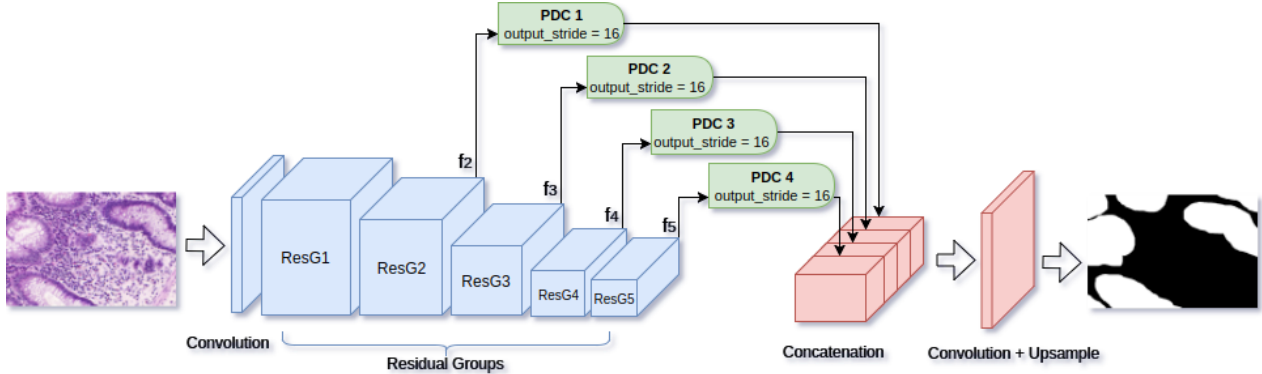 PDC 1
output_stride = 16
PDC 2
output_stride = 16
PDC 3
output_stride = 16
PDC 4
output_stride = 16
f2
f3
f4
f5
ResG1
ResG2
ResG3
ResG4
ResG5
Convolution
Residual Groups
Concatenation
Convolution + Upsample